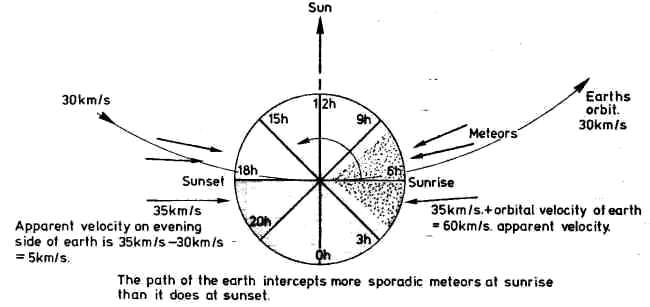 Sun
30km/s
12h
15h
9h
Earths
orbit.
30km/s
Meteors
18h
6h
Sunset
Sunrise
35km/s
20h
3h
0h
Apparent velocity on evening
side of earth is 35km/s-30km/s
= 5km/s.
35km/s.+orbital velocity of earth
= 60km/s. apparent velocity.
The path of the earth intercepts more sporadic meteors at sunrise
than it does at sunset.